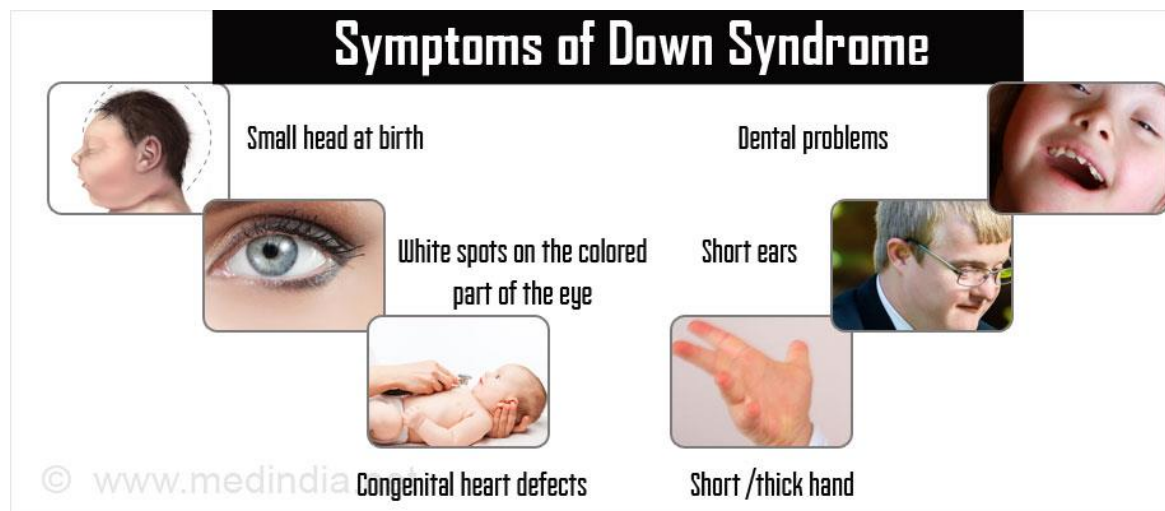 Symptoms of Down Syndrome
Small head at birth
Dental problems
White spots on the colored
part of the eye
Short ears
Congenital heart defects
Short /thick hand
© www.medindia.net